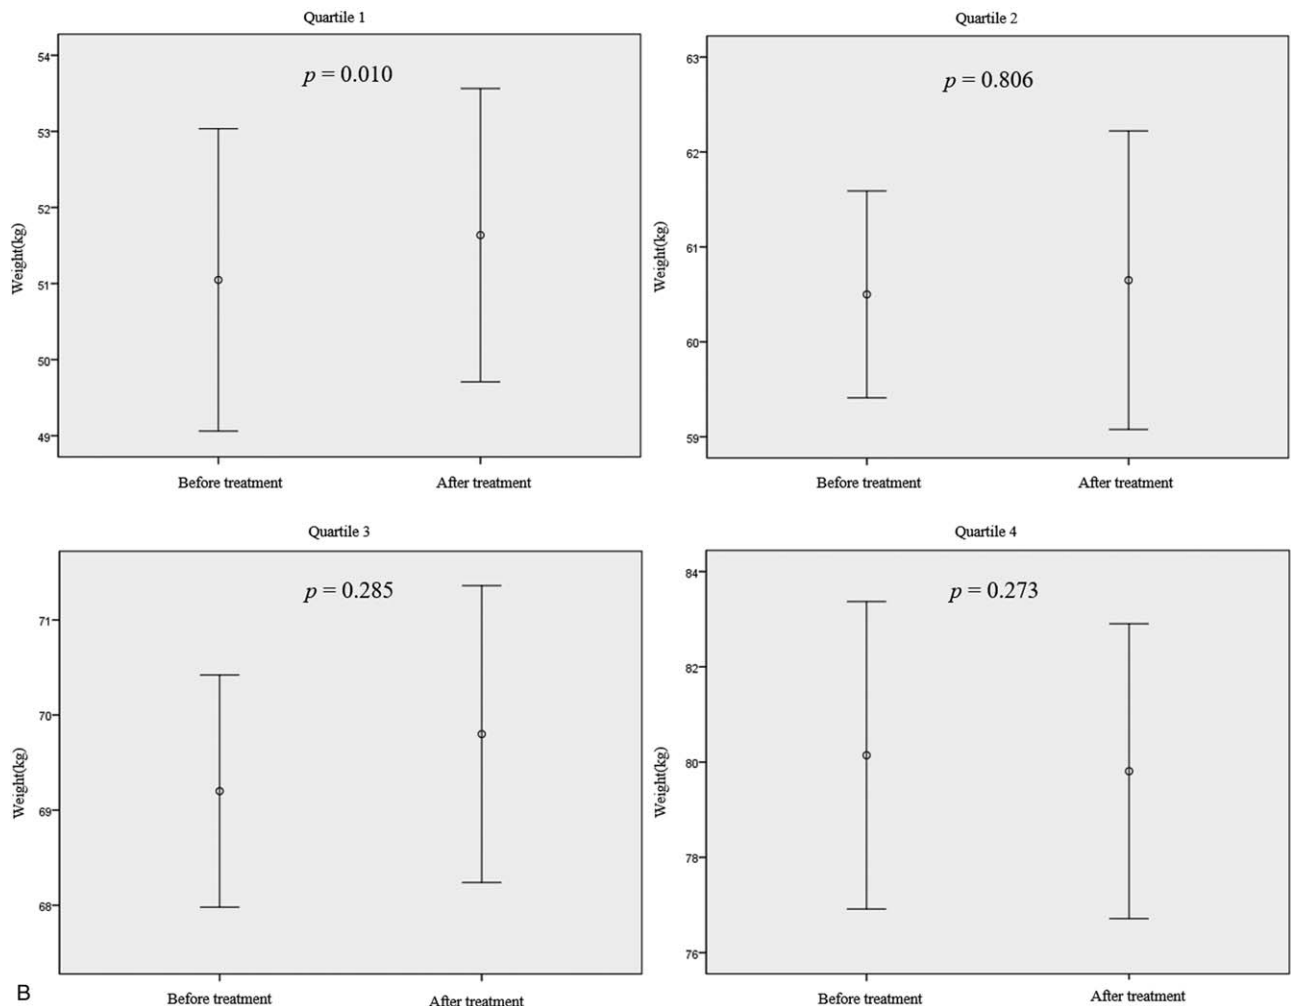 Quartile 1
p = 0.010
54
53
52
51
50
49
Weight(kg)
Before treatment
After treatment
Quartile 2
p = 0.806
63
62
61
60
59
Weight(kg)
Before treatment
After treatment
Quartile 3
p = 0.285
71
70
69
68
Weight(kg)
Before treatment
After treatment
Quartile 4
p = 0.273
84
82
80
78
76
Weight(kg)
Before treatment
After treatment
B